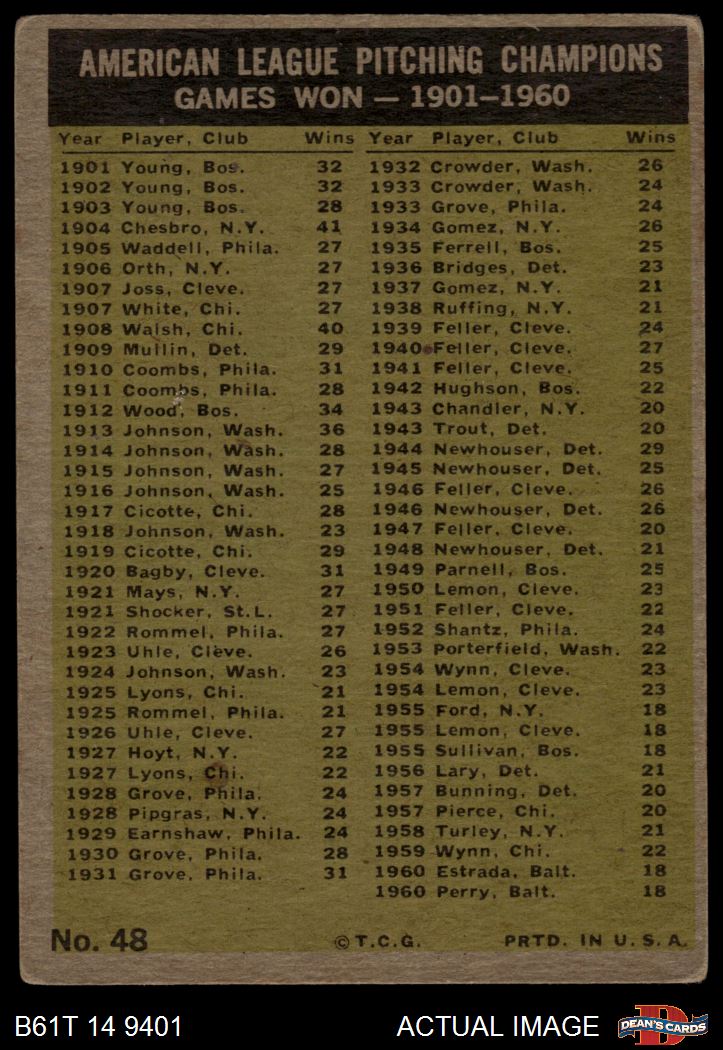 AMERICAN LEAGUE PITCHING CHAMPIONS
GAMES WON — 1901–1960
Year Player, Club Wins
1901 Young, Bos. 32
1902 Young, Bos. 32
1903 Young, Bos. 28
1904 Chesbro, N.Y. 41
1905 Waddell, Phila. 27
1906 Orth, N.Y. 27
1907 Joss, Cleve. 27
1907 White, Chi. 27
1908 Walsh, Chi. 40
1909 Mullin, Det. 29
1910 Coombs, Phila. 31
1911 Coombs, Phila. 28
1912 Wood, Bos. 34
1913 Johnson, Wash. 36
1914 Johnson, Wash. 28
1915 Johnson, Wash. 27
1916 Johnson, Wash. 25
1917 Cicotte, Chi. 28
1918 Johnson, Wash. 23
1919 Cicotte, Chi. 29
1920 Bagby, Cleve. 31
1921 Mays, N.Y. 27
1921 Shocker, St.L. 27
1922 Rommel, Phila. 27
1923 Uhle, Cleve. 26
1924 Johnson, Wash. 23
1925 Lyons, Chi. 21
1925 Rommel, Phila. 21
1926 Uhle, Cleve. 27
1927 Hoyt, N.Y. 22
1927 Lyons, Chi. 22
1928 Grove, Phila. 24
1928 Pipgras, N.Y. 24
1929 Earnshaw, Phila. 24
1930 Grove, Phila. 28
1931 Grove, Phila. 31
Year Player, Club Wins
1932 Crowder, Wash. 26
1933 Crowder, Wash. 24
1933 Grove, Phila. 24
1934 Gomez, N.Y. 26
1935 Ferrell, Bos. 25
1936 Bridges, Det. 23
1937 Gomez, N.Y. 21
1938 Ruffing, N.Y. 21
1939 Feller, Cleve. 24
1940 Feller, Cleve. 27
1941 Feller, Cleve. 25
1942 Hughson, Bos. 22
1943 Chandler, N.Y. 20
1943 Trout, Det. 20
1944 Newhouser, Det. 29
1945 Newhouser, Det. 25
1946 Feller, Cleve. 26
1946 Newhouser, Det. 26
1947 Feller, Cleve. 20
1948 Newhouser, Det. 21
1949 Parnell, Bos. 25
1950 Lemon, Cleve. 23
1951 Feller, Cleve. 22
1952 Shantz, Phila. 24
1953 Porterfield, Wash. 22
1954 Wynn, Cleve. 23
1954 Lemon, Cleve. 23
1955 Ford, N.Y. 18
1955 Lemon, Cleve. 18
1955 Sullivan, Bos. 18
1956 Lary, Det. 21
1957 Bunning, Det. 20
1957 Pierce, Chi. 20
1958 Turley, N.Y. 21
1959 Wynn, Chi. 22
1960 Estrada, Balt. 18
1960 Perry, Balt. 18
No. 48 © T.C.G. PRTD. IN U.S.A.
B61T 14 9401 ACTUAL IMAGE D DEAN'S CARDS